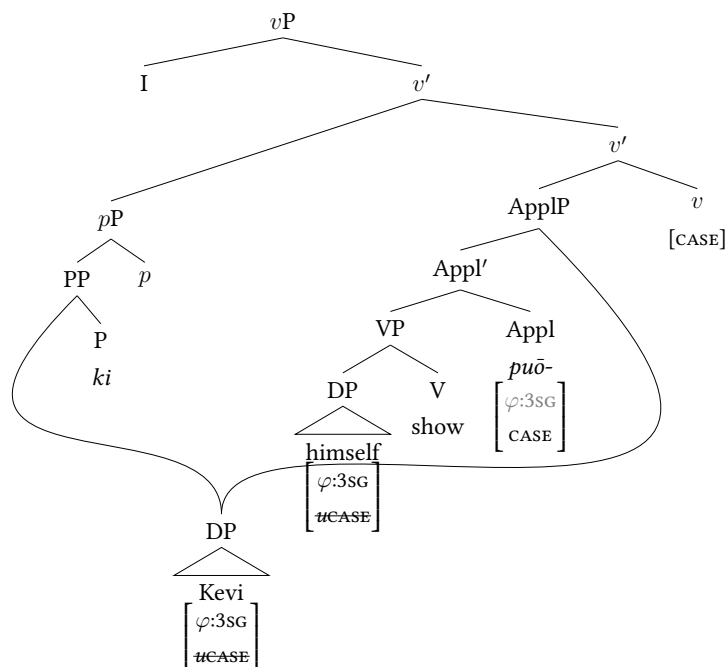 vP
I v′
v′
pP ApplP v
PP p Appl′ [CASE]
P VP Appl
ki DP V puō-
himself show φ:3SG
φ:3SG CASE
uCASE
DP
Kevi
φ:3SG
uCASE